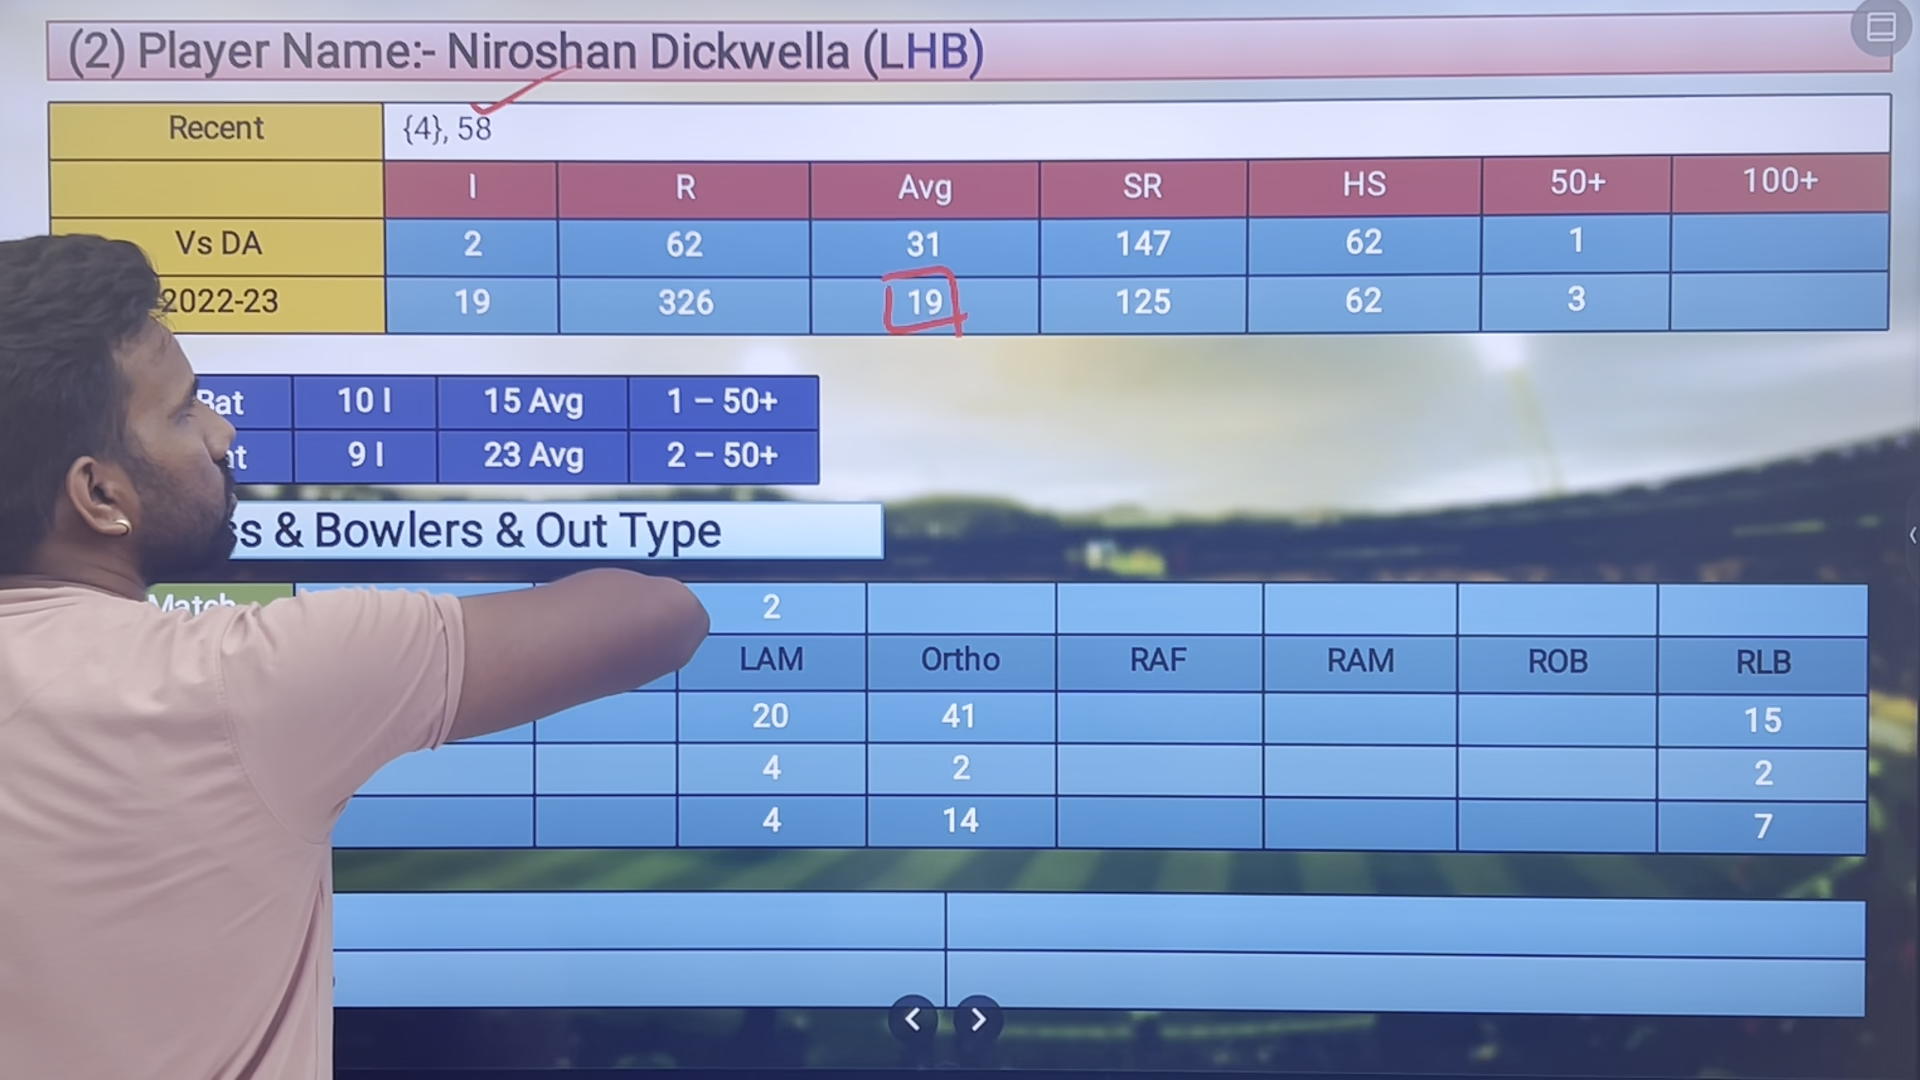 (2) Player Name:- Niroshan Dickwella (LHB)
Recent {4}, 58
I R Avg SR HS 50+ 100+
Vs DA 2 62 31 147 62 1
2022-23 19 326 19 125 62 3
Bat 10 I 15 Avg 1 – 50+
9 I 23 Avg 2 – 50+
& Bowlers & Out Type
Match 2
LAM Ortho RAF RAM ROB RLB
20 41 15
4 2 2
4 14 7